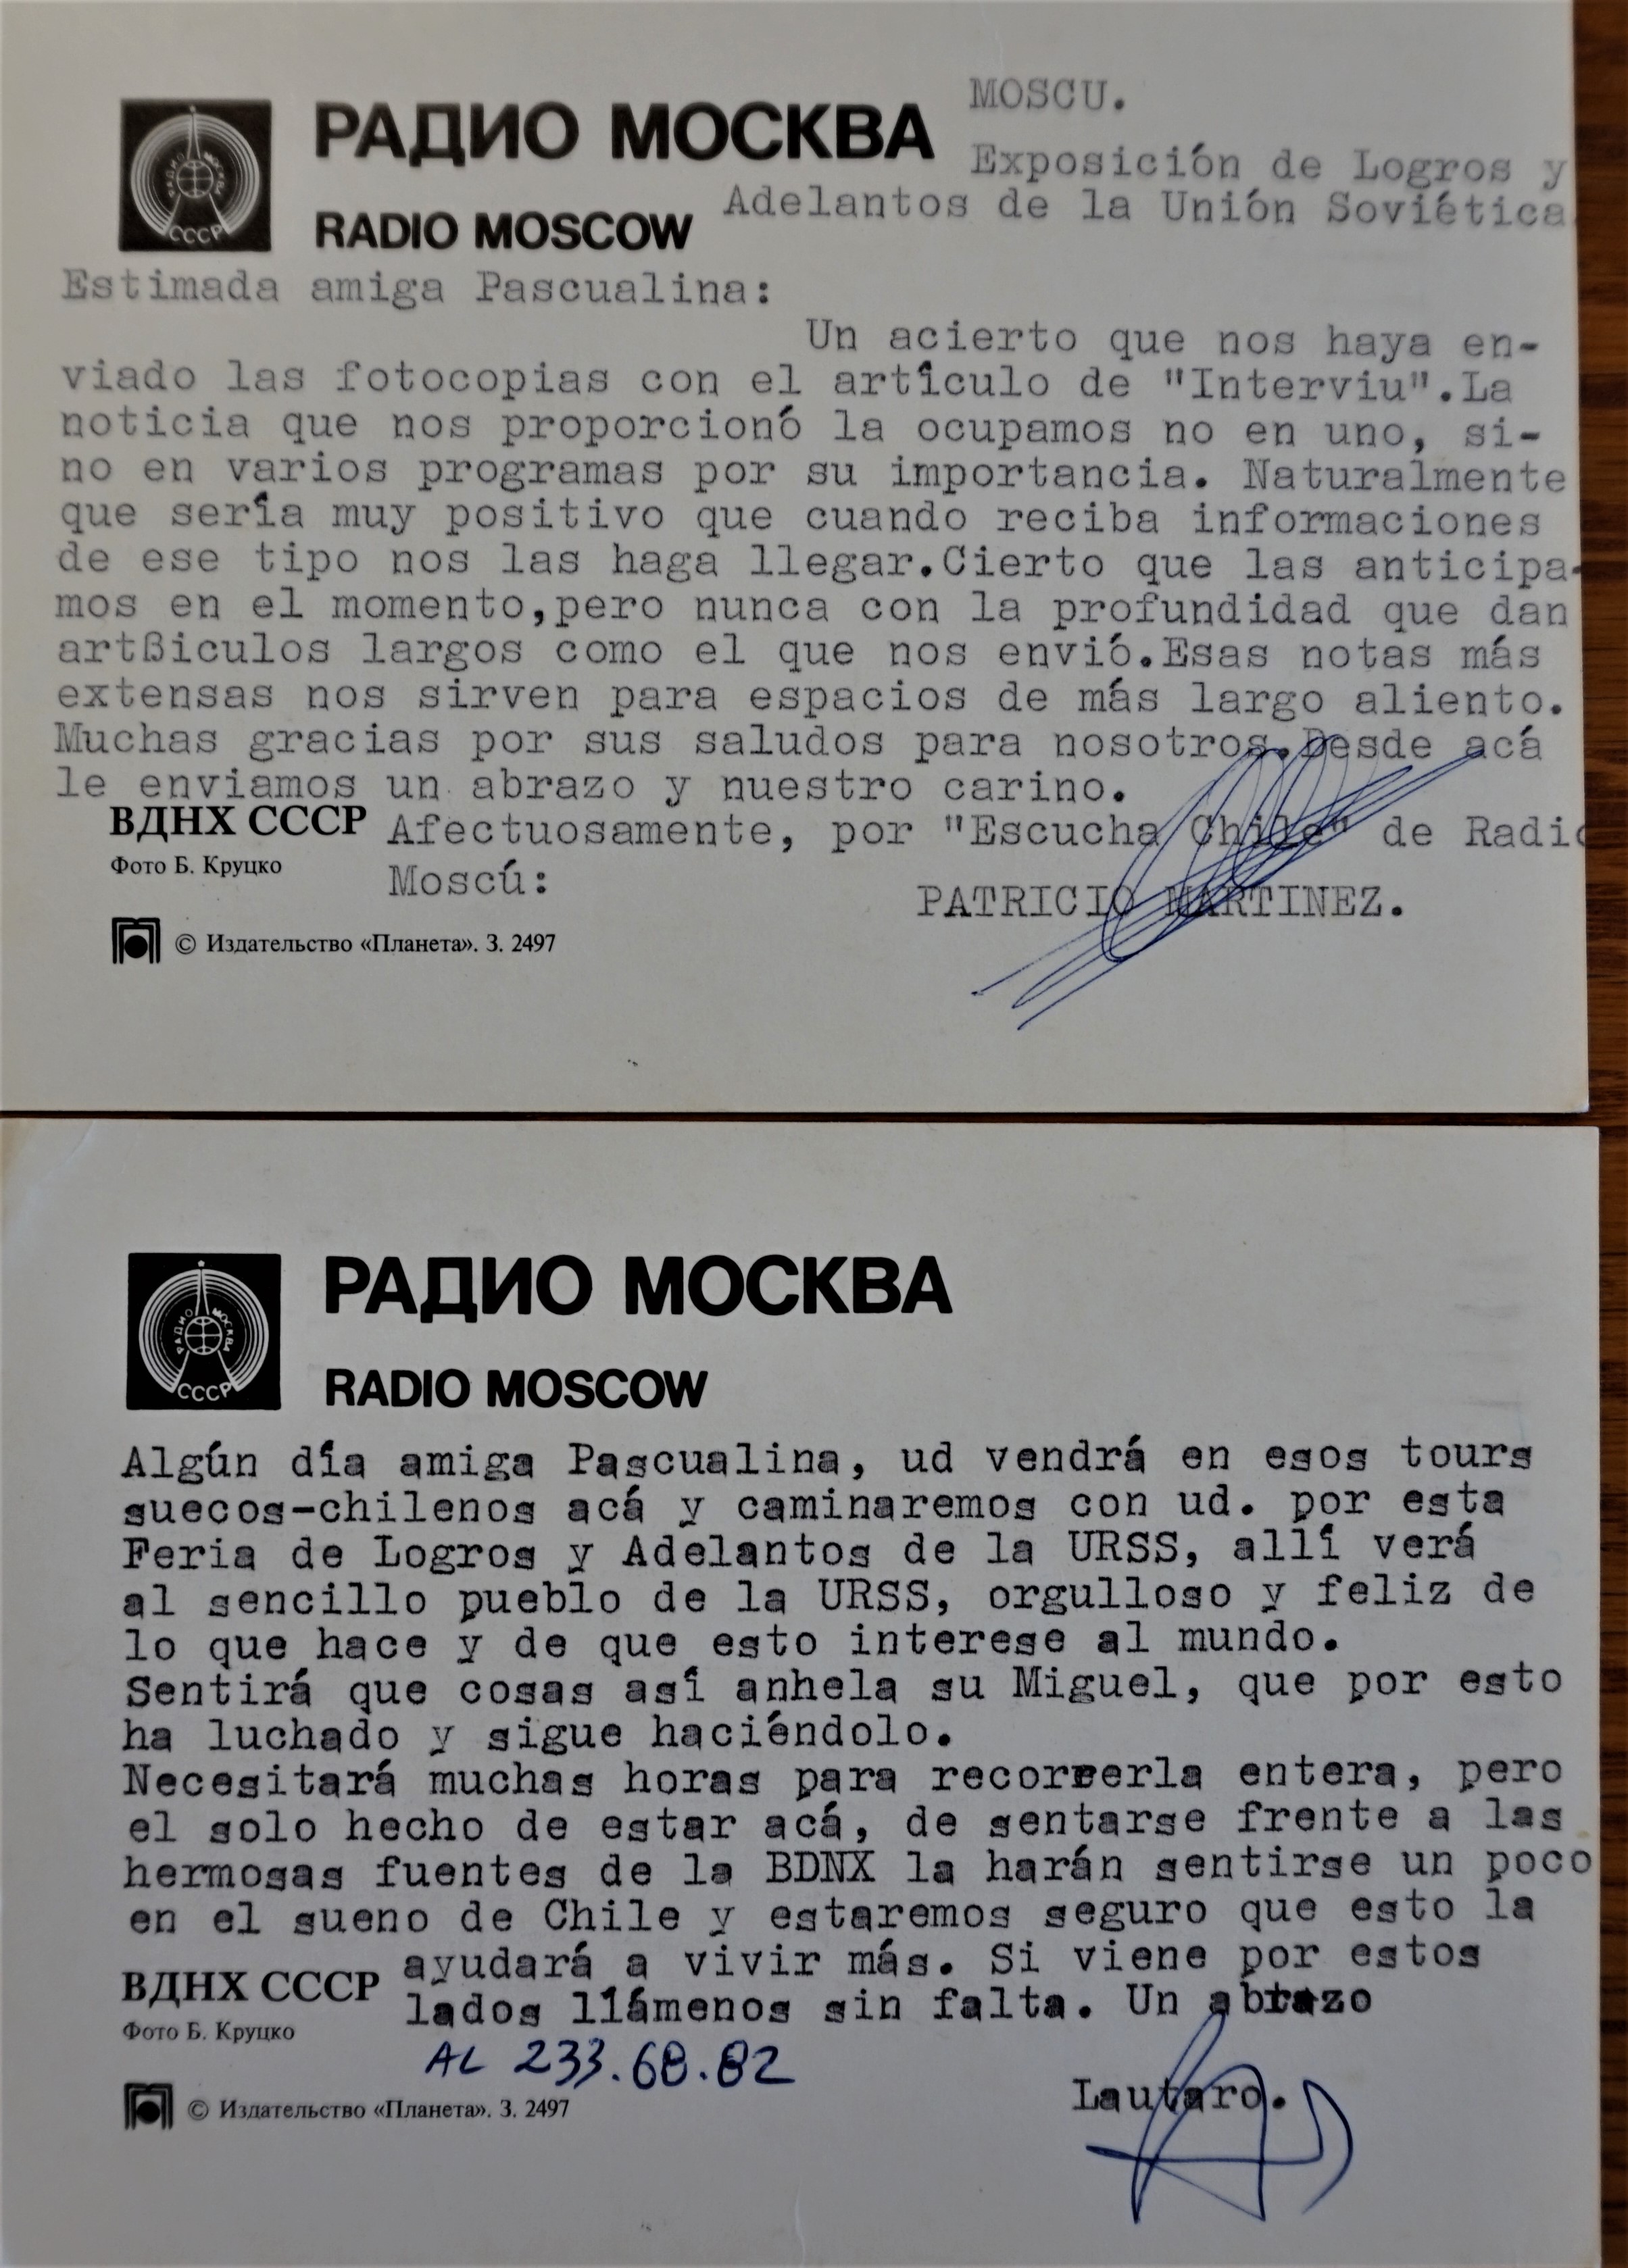 РАДИО МОСКВА
СССР
РАДИО МОСКВА
RADIO MOSCOW
MOSCU.
Exposición de Logros y
Adelantos de la Unión Soviética
Estimada amiga Pascualina:
Un acierto que nos haya en-
viado las fotocopias con el artículo de "Interviu".La
noticia que nos proporcionó la ocupamos no en uno, si-
no en varios programas por su importancia. Naturalmente
que sería muy positivo que cuando reciba informaciones
de ese tipo nos las haga llegar.Cierto que las anticipa-
mos en el momento,pero nunca con la profundidad que dan
artßiculos largos como el que nos envió.Esas notas más
extensas nos sirven para espacios de más largo aliento.
Muchas gracias por sus saludos para nosotros.Desde acá
le enviamos un abrazo y nuestro carino.
Afectuosamente, por "Escucha Chile" de Radio
Moscú:
PATRICIO MARTINEZ.
ВДНХ СССР
Фото Б. Круцко
© Издательство «Планета». З. 2497
РАДИО МОСКВА
СССР
РАДИО МОСКВА
RADIO MOSCOW
Algún día amiga Pascualina, ud vendrá en esos tours
suecos-chilenos acá y caminaremos con ud. por esta
Feria de Logros y Adelantos de la URSS, allí verá
al sencillo pueblo de la URSS, orgulloso y feliz de
lo que hace y de que esto interese al mundo.
Sentirá que cosas así anhela su Miguel, que por esto
ha luchado y sigue haciéndolo.
Necesitará muchas horas para recorrerla entera, pero
el solo hecho de estar acá, de sentarse frente a las
hermosas fuentes de la BDNX la harán sentirse un poco
en el sueno de Chile y estaremos seguro que esto la
ayudará a vivir más. Si viene por estos
lados llámenos sin falta. Un abrazo
AL 233.68.82
Lautaro.
ВДНХ СССР
Фото Б. Круцко
© Издательство «Планета». З. 2497